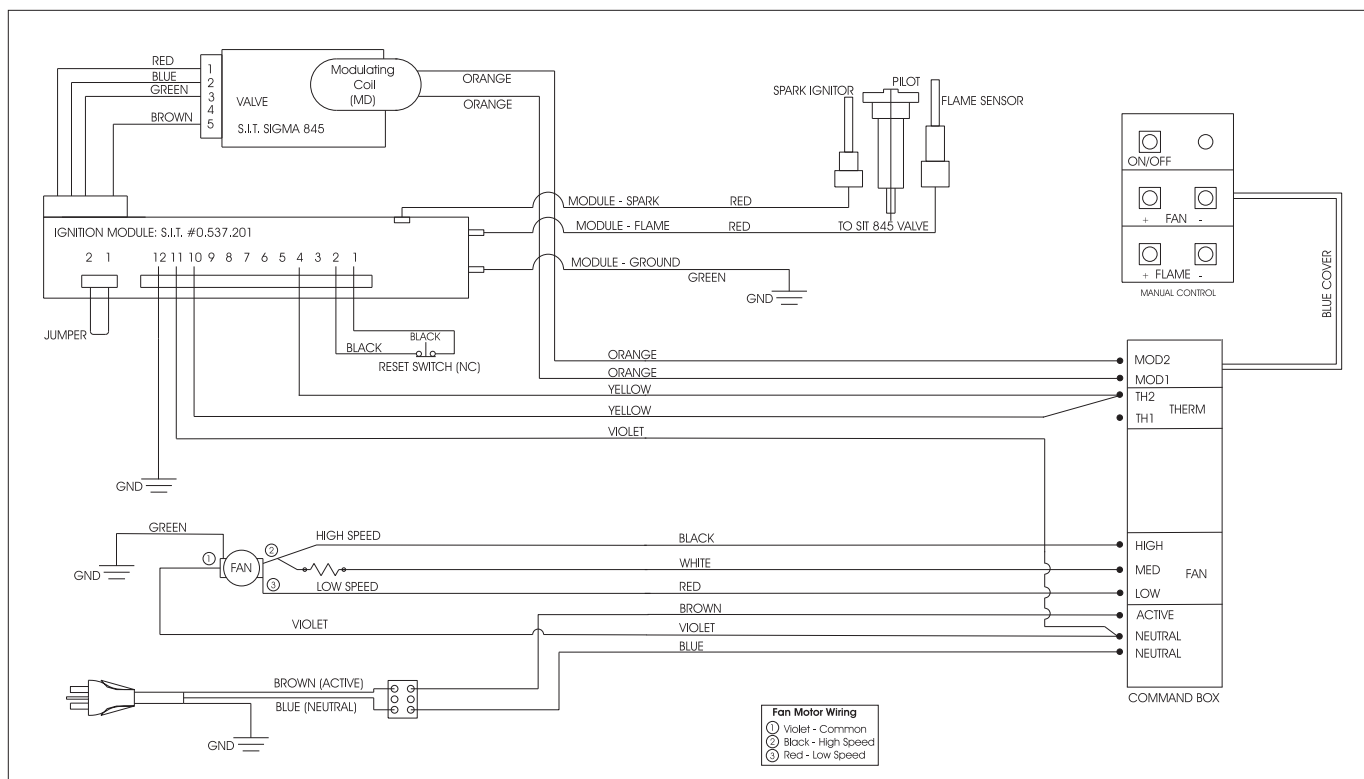 RED
BLUE
GREEN
BROWN
1
2
3
4
5
VALVE
S.I.T. SIGMA 845
Modulating
Coil
(MD)
ORANGE
ORANGE
SPARK IGNITOR
PILOT
FLAME SENSOR
ON/OFF
+ FAN -
+ FLAME -
MANUAL CONTROL
BLUE COVER
MODULE - SPARK RED
MODULE - FLAME RED
TO SIT 845 VALVE
MODULE - GROUND
GREEN
GND
IGNITION MODULE: S.I.T. #0.537.201
2 1
12 11 10 9 8 7 6 5 4 3 2 1
JUMPER
BLACK
BLACK
RESET SWITCH (NC)
ORANGE
ORANGE
YELLOW
YELLOW
VIOLET
MOD2
MOD1
TH2
THERM
TH1
GND
GREEN
GND
1
FAN
2
3
HIGH SPEED
LOW SPEED
BLACK
WHITE
RED
BROWN
VIOLET
VIOLET
BLUE
HIGH
MED
FAN
LOW
ACTIVE
NEUTRAL
NEUTRAL
COMMAND BOX
BROWN (ACTIVE)
BLUE (NEUTRAL)
GND
Fan Motor Wiring
1 Violet - Common
2 Black - High Speed
3 Red - Low Speed